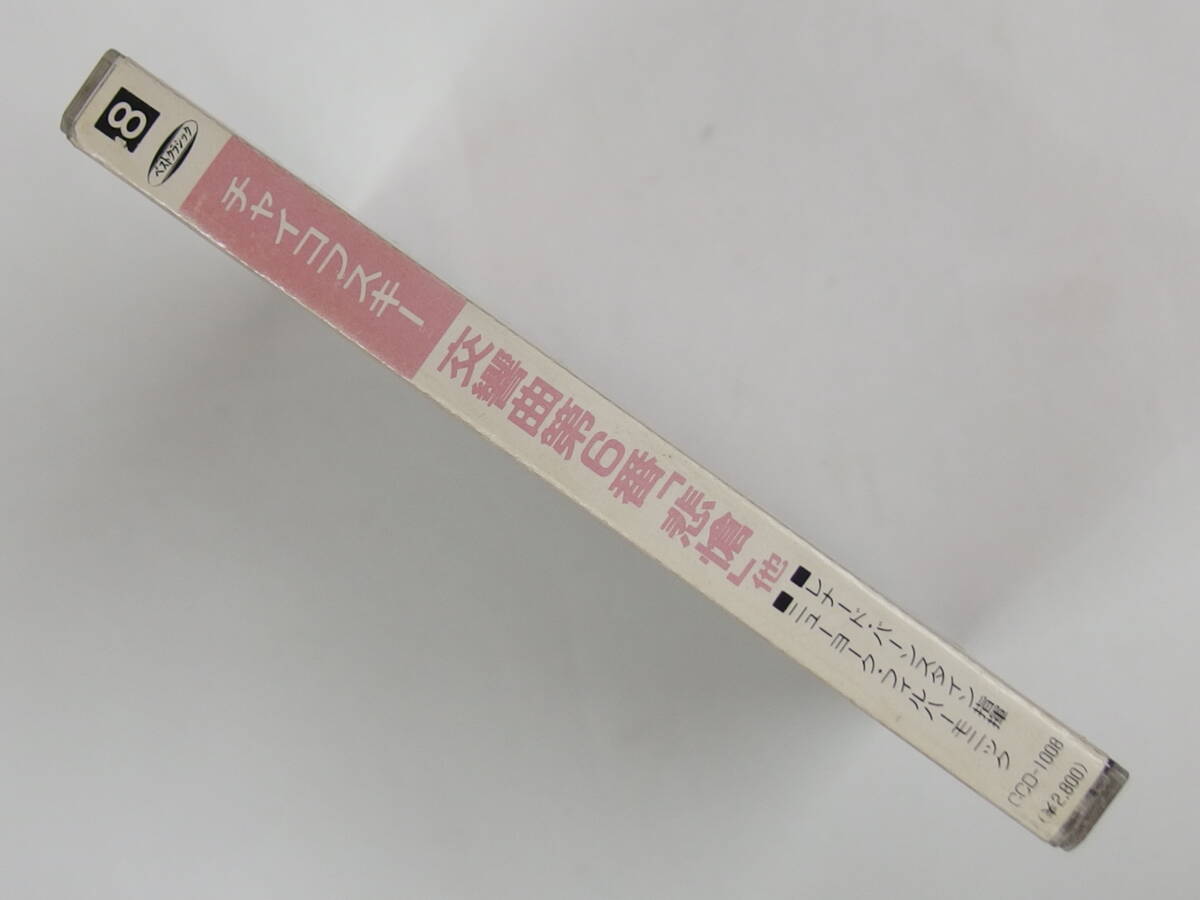 8
ベストクラシック
チャイコフスキー
交響曲第6番「悲愴」他
■レナード・バーンスタイン指揮
■ニューヨーク・フィルハーモニック
CCD-1008
(¥2,800)